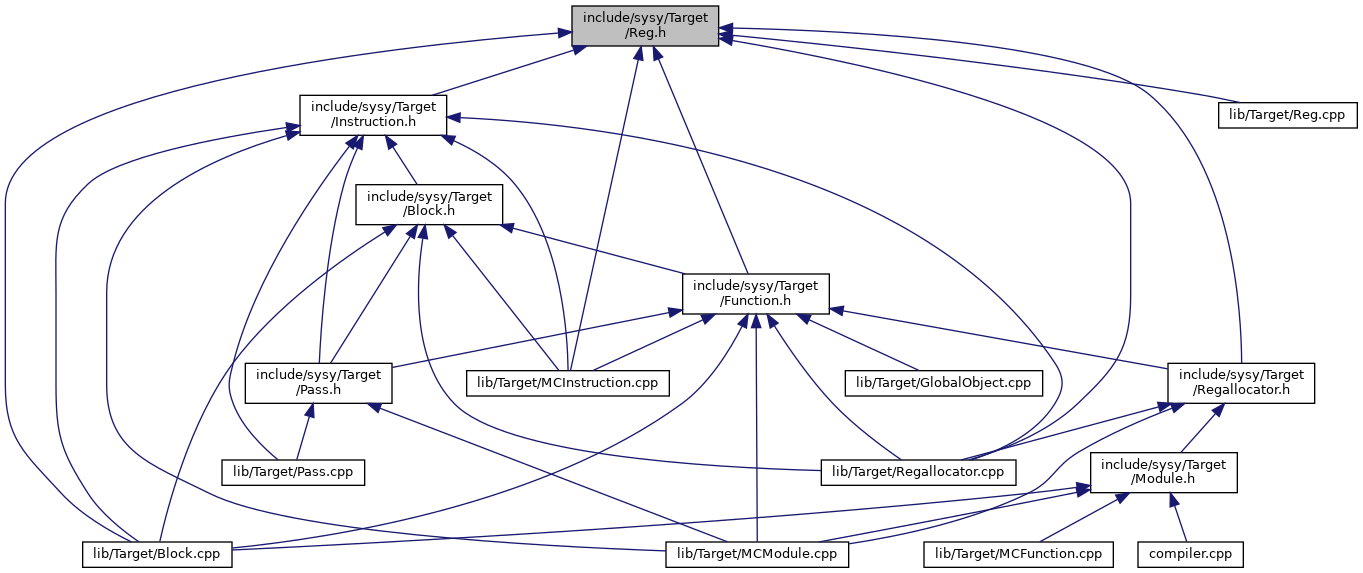 include/sysy/Target
/Reg.h
include/sysy/Target
/Instruction.h
lib/Target/Reg.cpp
include/sysy/Target
/Block.h
include/sysy/Target
/Function.h
include/sysy/Target
/Pass.h
lib/Target/MCInstruction.cpp
lib/Target/GlobalObject.cpp
include/sysy/Target
/Regallocator.h
lib/Target/Pass.cpp
lib/Target/Regallocator.cpp
include/sysy/Target
/Module.h
lib/Target/Block.cpp
lib/Target/MCModule.cpp
lib/Target/MCFunction.cpp
compiler.cpp